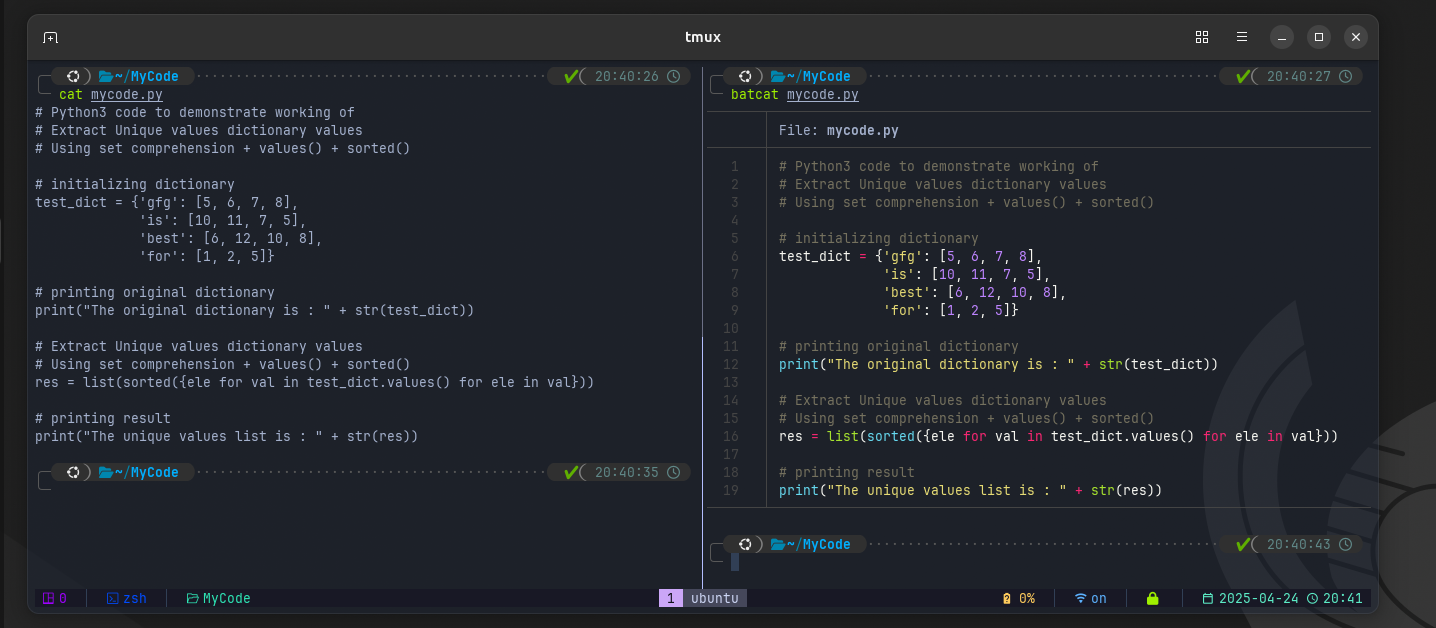 tmux
~/MyCode 20:40:26
cat mycode.py
# Python3 code to demonstrate working of
# Extract Unique values dictionary values
# Using set comprehension + values() + sorted()
# initializing dictionary
test_dict = {'gfg': [5, 6, 7, 8],
'is': [10, 11, 7, 5],
'best': [6, 12, 10, 8],
'for': [1, 2, 5]}
# printing original dictionary
print("The original dictionary is : " + str(test_dict))
# Extract Unique values dictionary values
# Using set comprehension + values() + sorted()
res = list(sorted({ele for val in test_dict.values() for ele in val}))
# printing result
print("The unique values list is : " + str(res))
~/MyCode 20:40:35
~/MyCode 20:40:27
batcat mycode.py
File: mycode.py
1 # Python3 code to demonstrate working of
2 # Extract Unique values dictionary values
3 # Using set comprehension + values() + sorted()
4
5 # initializing dictionary
6 test_dict = {'gfg': [5, 6, 7, 8],
7 'is': [10, 11, 7, 5],
8 'best': [6, 12, 10, 8],
9 'for': [1, 2, 5]}
10
11 # printing original dictionary
12 print("The original dictionary is : " + str(test_dict))
13
14 # Extract Unique values dictionary values
15 # Using set comprehension + values() + sorted()
16 res = list(sorted({ele for val in test_dict.values() for ele in val}))
17
18 # printing result
19 print("The unique values list is : " + str(res))
~/MyCode 20:40:43
0 zsh MyCode 1 ubuntu 0% on 2025-04-24 20:41